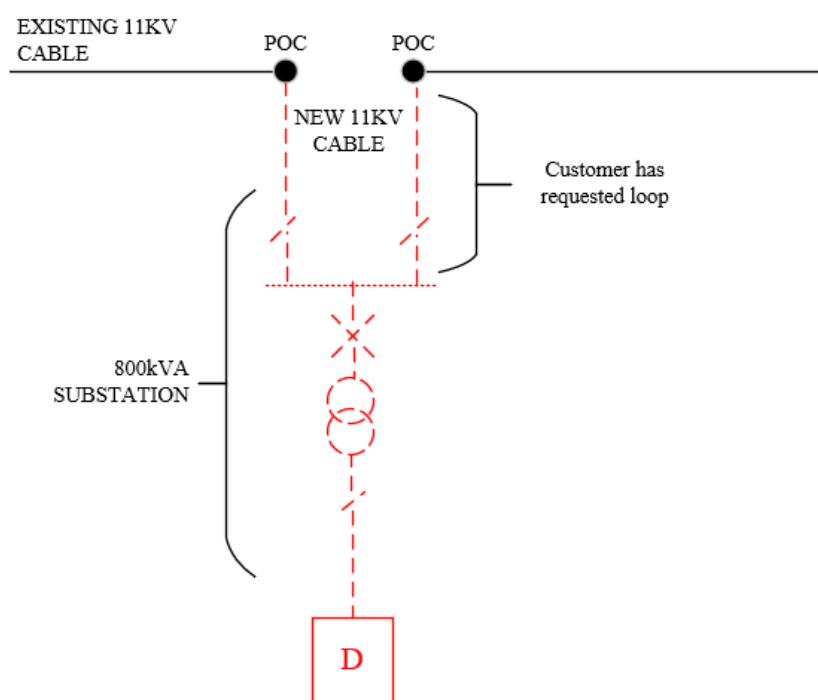 EXISTING 11KV
CABLE
POC
POC
NEW 11KV
CABLE
Customer has
requested loop
800kVA
SUBSTATION
D